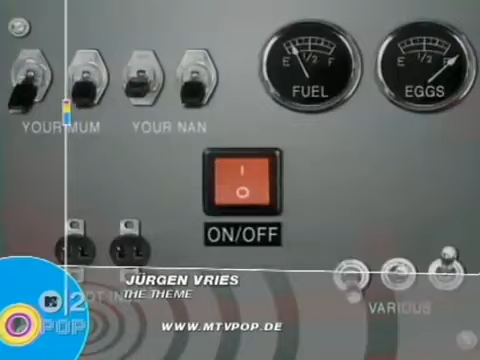 E 1/2 F
FUEL
E 1/2 F
EGGS
YOUR MUM
YOUR NAN
I
O
ON/OFF
JÜRGEN VRIES
THE THEME
VARIOUS
2
POP
WWW.MTVPOP.DE